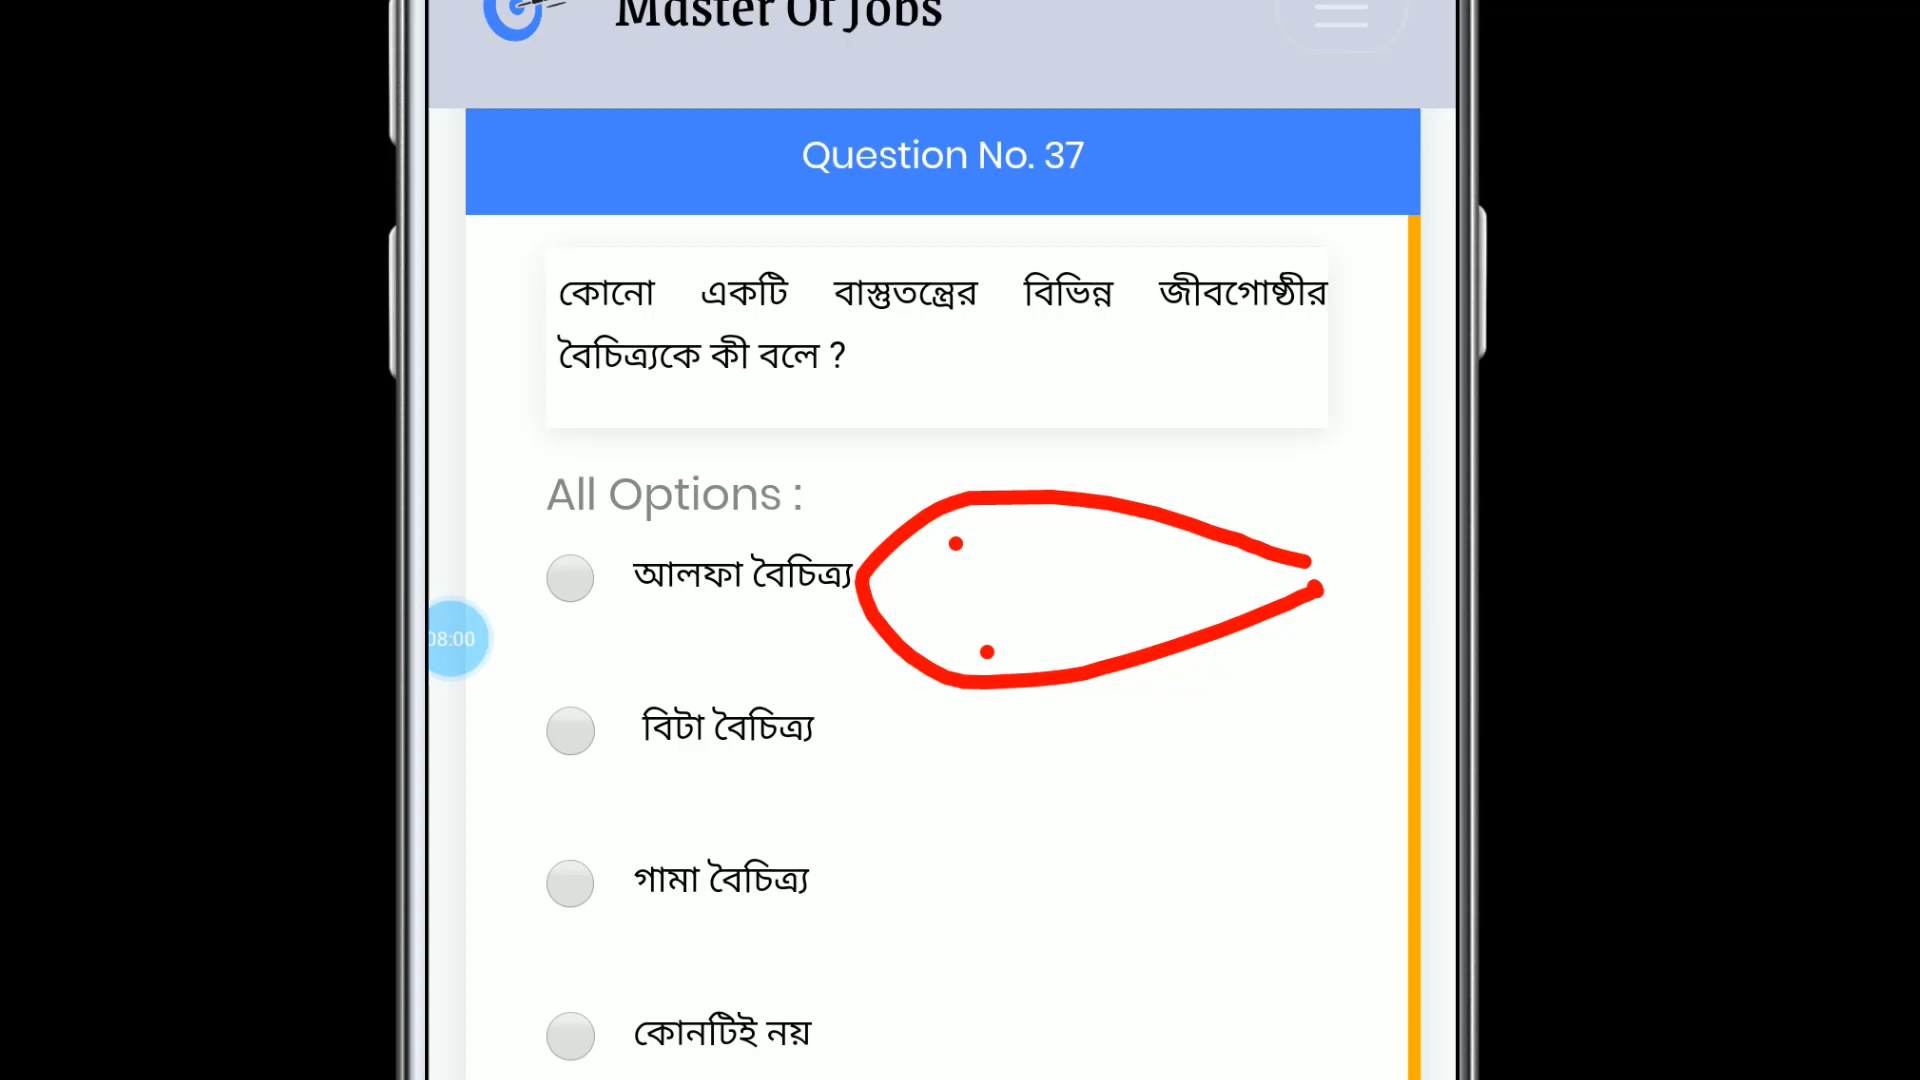 Master Of Jobs
Question No. 37
কোনো একটি বাস্তুতন্ত্রের বিভিন্ন জীবগোষ্ঠীর
বৈচিত্র্যকে কী বলে ?
All Options :
আলফা বৈচিত্র্য
08:00
বিটা বৈচিত্র্য
গামা বৈচিত্র্য
কোনটিই নয়